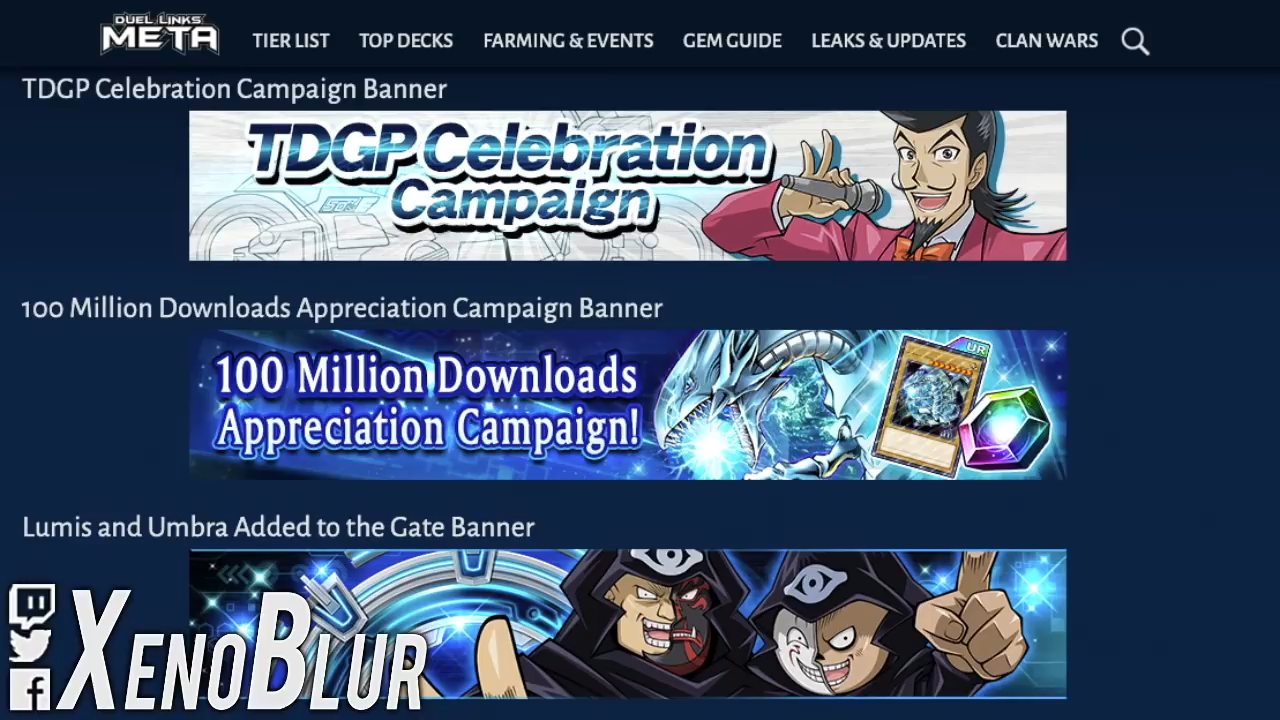 DUEL LINKS
META
TIER LIST TOP DECKS FARMING & EVENTS GEM GUIDE LEAKS & UPDATES CLAN WARS
TDGP Celebration Campaign Banner
TDGP Celebration
Campaign
100 Million Downloads Appreciation Campaign Banner
100 Million Downloads
Appreciation Campaign!
UR
Lumis and Umbra Added to the Gate Banner
XENOBLUR